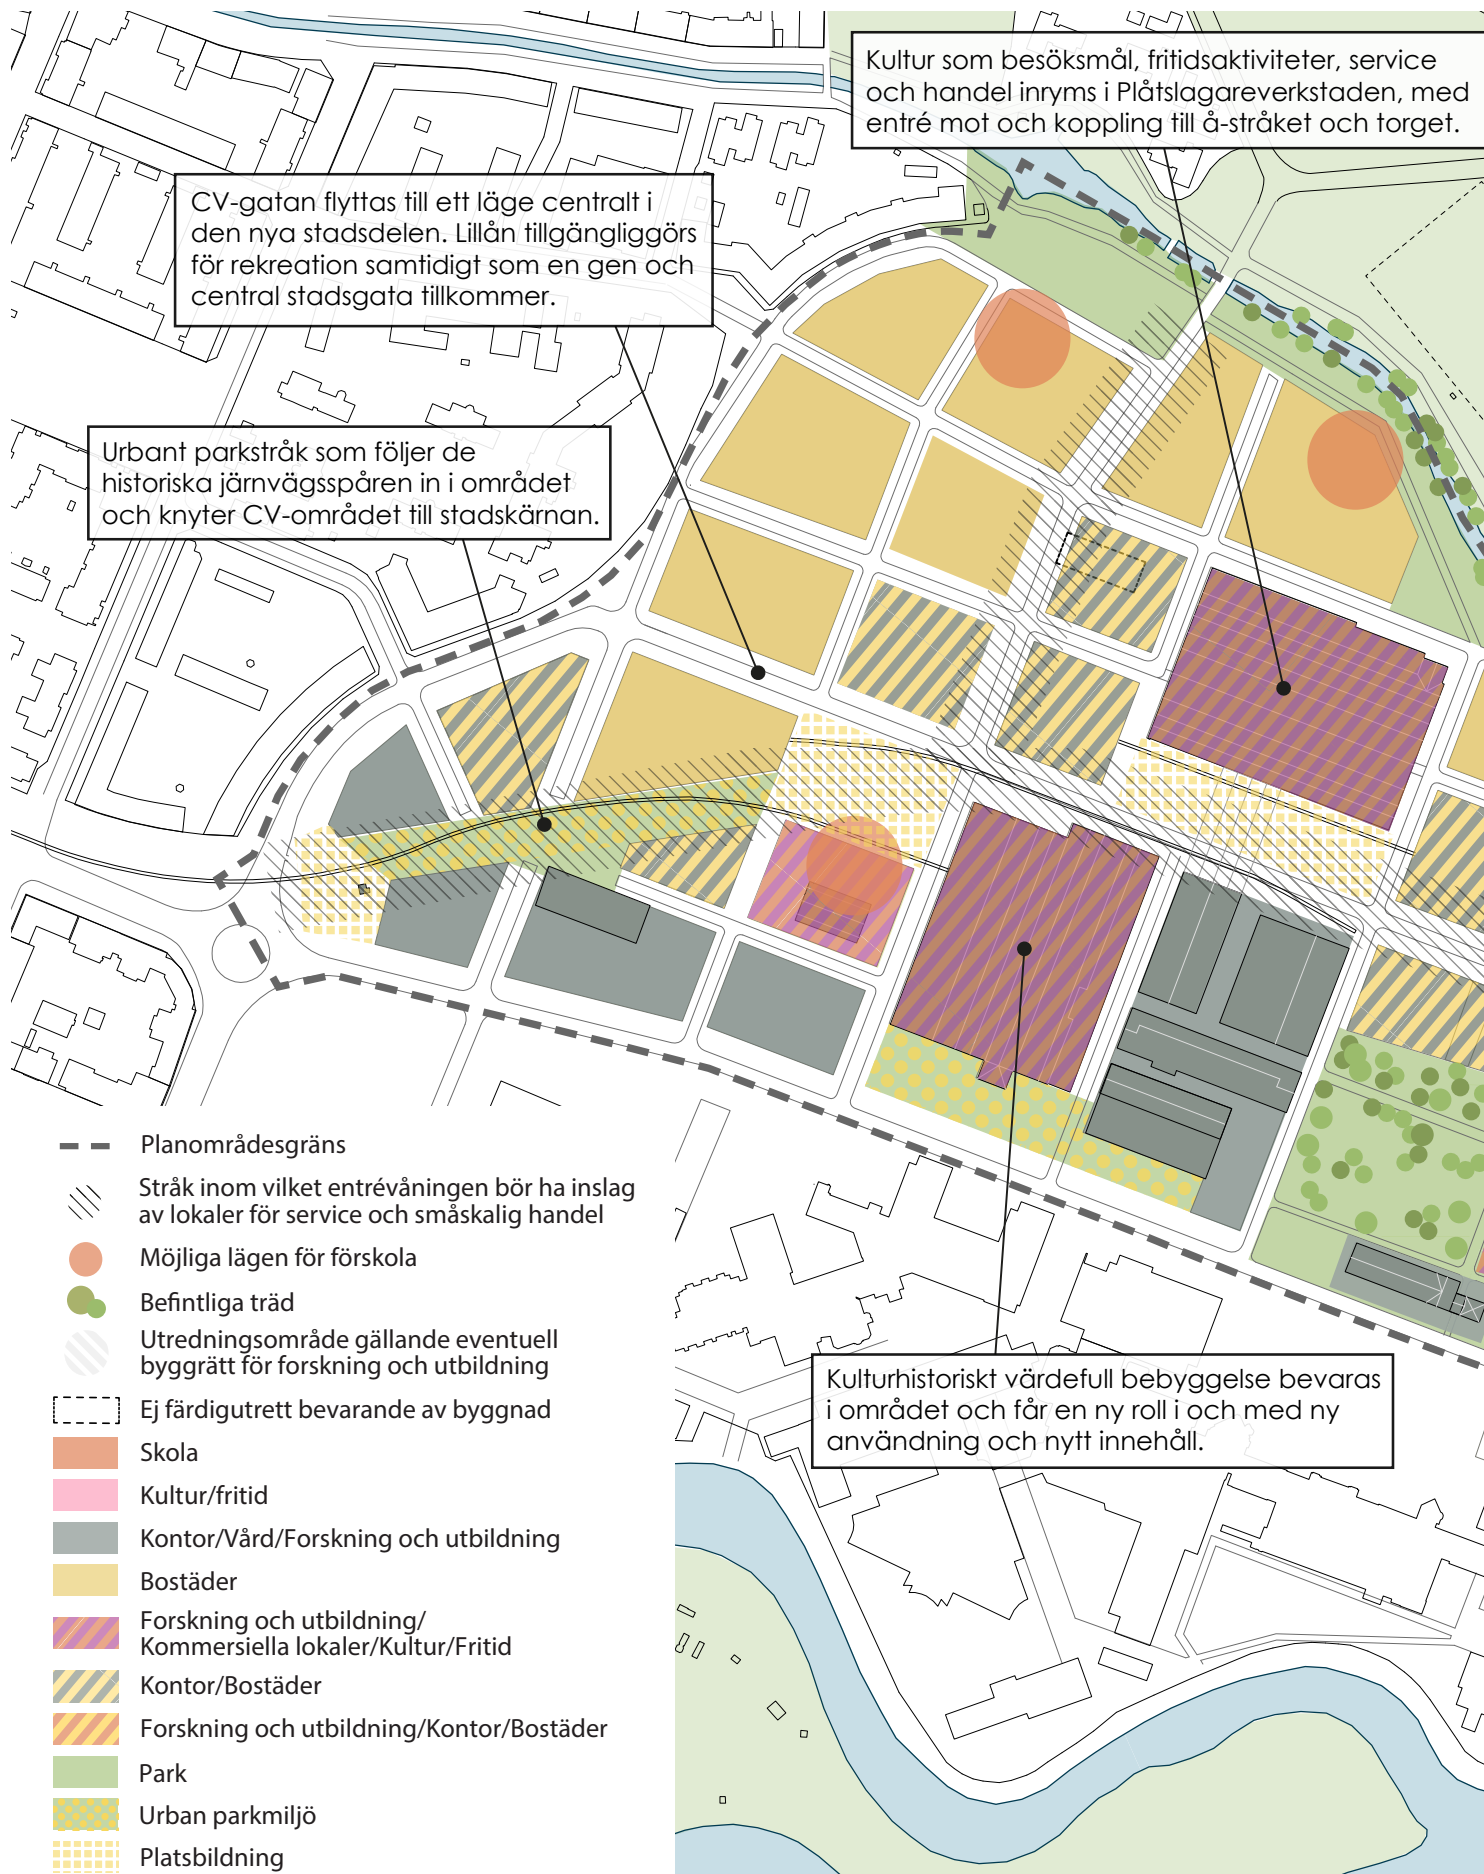 Kultur som besöksmål, fritidsaktiviteter, service
och handel inryms i Plåtslagareverkstaden, med
entré mot och koppling till å-stråket och torget.
CV-gatan flyttas till ett läge centralt i
den nya stadsdelen. Lillån tillgängliggörs
för rekreation samtidigt som en gen och
central stadsgata tillkommer.
Urbant parkstråk som följer de
historiska järnvägsspåren in i området
och knyter CV-området till stadskärnan.
Planområdesgräns
Stråk inom vilket entrévåningen bör ha inslag
av lokaler för service och småskalig handel
Möjliga lägen för förskola
Befintliga träd
Utredningsområde gällande eventuell
byggrätt för forskning och utbildning
Ej färdigutrett bevarande av byggnad
Skola
Kultur/fritid
Kontor/Vård/Forskning och utbildning
Bostäder
Forskning och utbildning/
Kommersiella lokaler/Kultur/Fritid
Kontor/Bostäder
Forskning och utbildning/Kontor/Bostäder
Park
Urban parkmiljö
Platsbildning
Kulturhistoriskt värdefull bebyggelse bevaras
i området och får en ny roll i och med ny
användning och nytt innehåll.